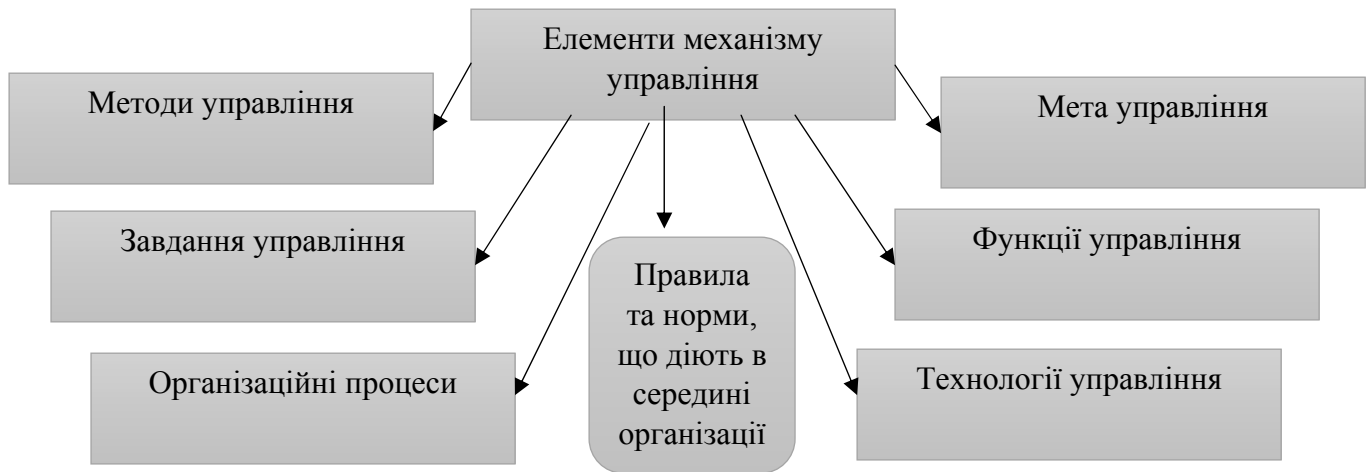 Елементи механізму
управління
Методи управління
Мета управління
Завдання управління
Функції управління
Правила
та норми,
що діють в
середині
організації
Організаційні процеси
Технології управління